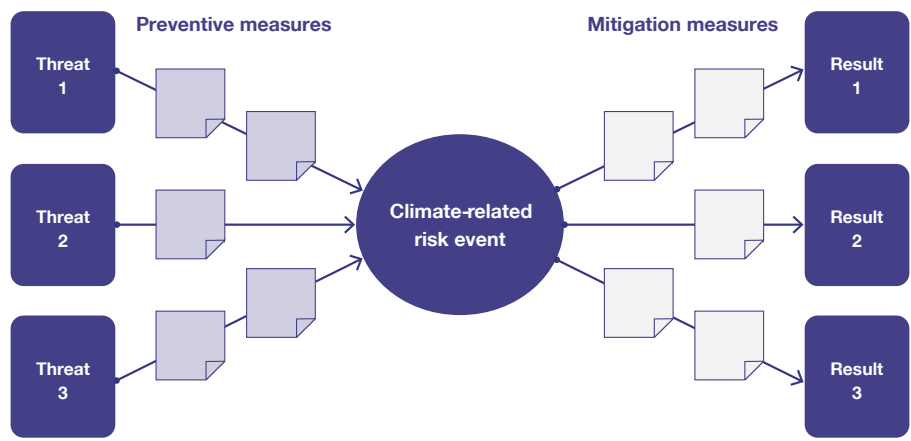 Preventive measures
Mitigation measures
Threat
1
Threat
2
Threat
3
Climate-related
risk event
Result
1
Result
2
Result
3